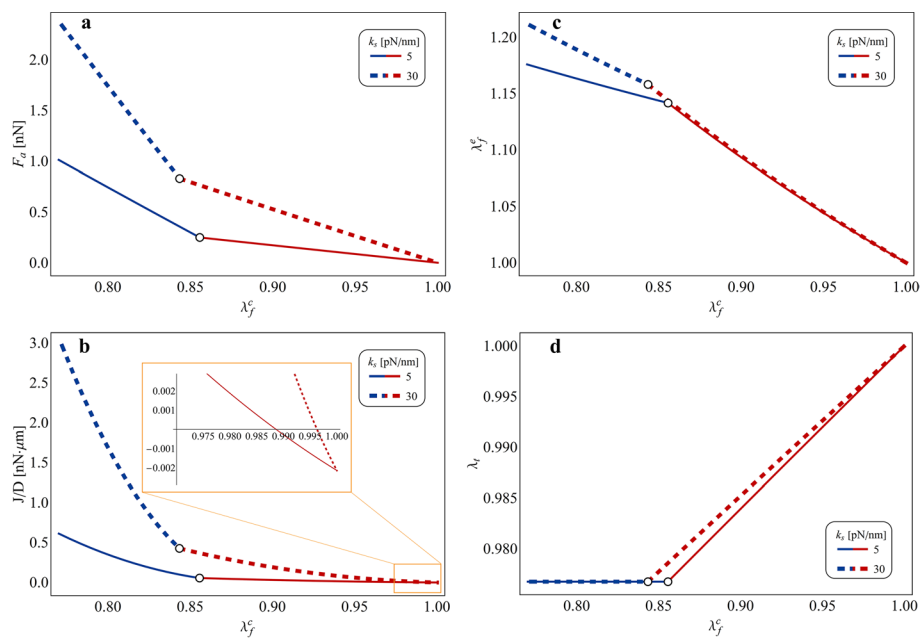 a
k_s [pN/nm]
5
30
2.0
1.5
1.0
0.5
0.0
F_a [nN]
0.80 0.85 0.90 0.95 1.00
λ_f^c
c
k_s [pN/nm]
5
30
1.20
1.15
1.10
1.05
1.00
λ_f^e
0.80 0.85 0.90 0.95 1.00
λ_f^c
b
k_s [pN/nm]
5
30
3.0
2.5
2.0
1.5
1.0
0.5
0.0
J/D [nN·μm]
0.002
0.001
−0.001
−0.002
0.975 0.980 0.985 0.990 0.995 1.000
0.80 0.85 0.90 0.95 1.00
λ_f^c
d
1.000
0.995
0.990
0.985
0.980
λ_t
k_s [pN/nm]
5
30
0.80 0.85 0.90 0.95 1.00
λ_f^c